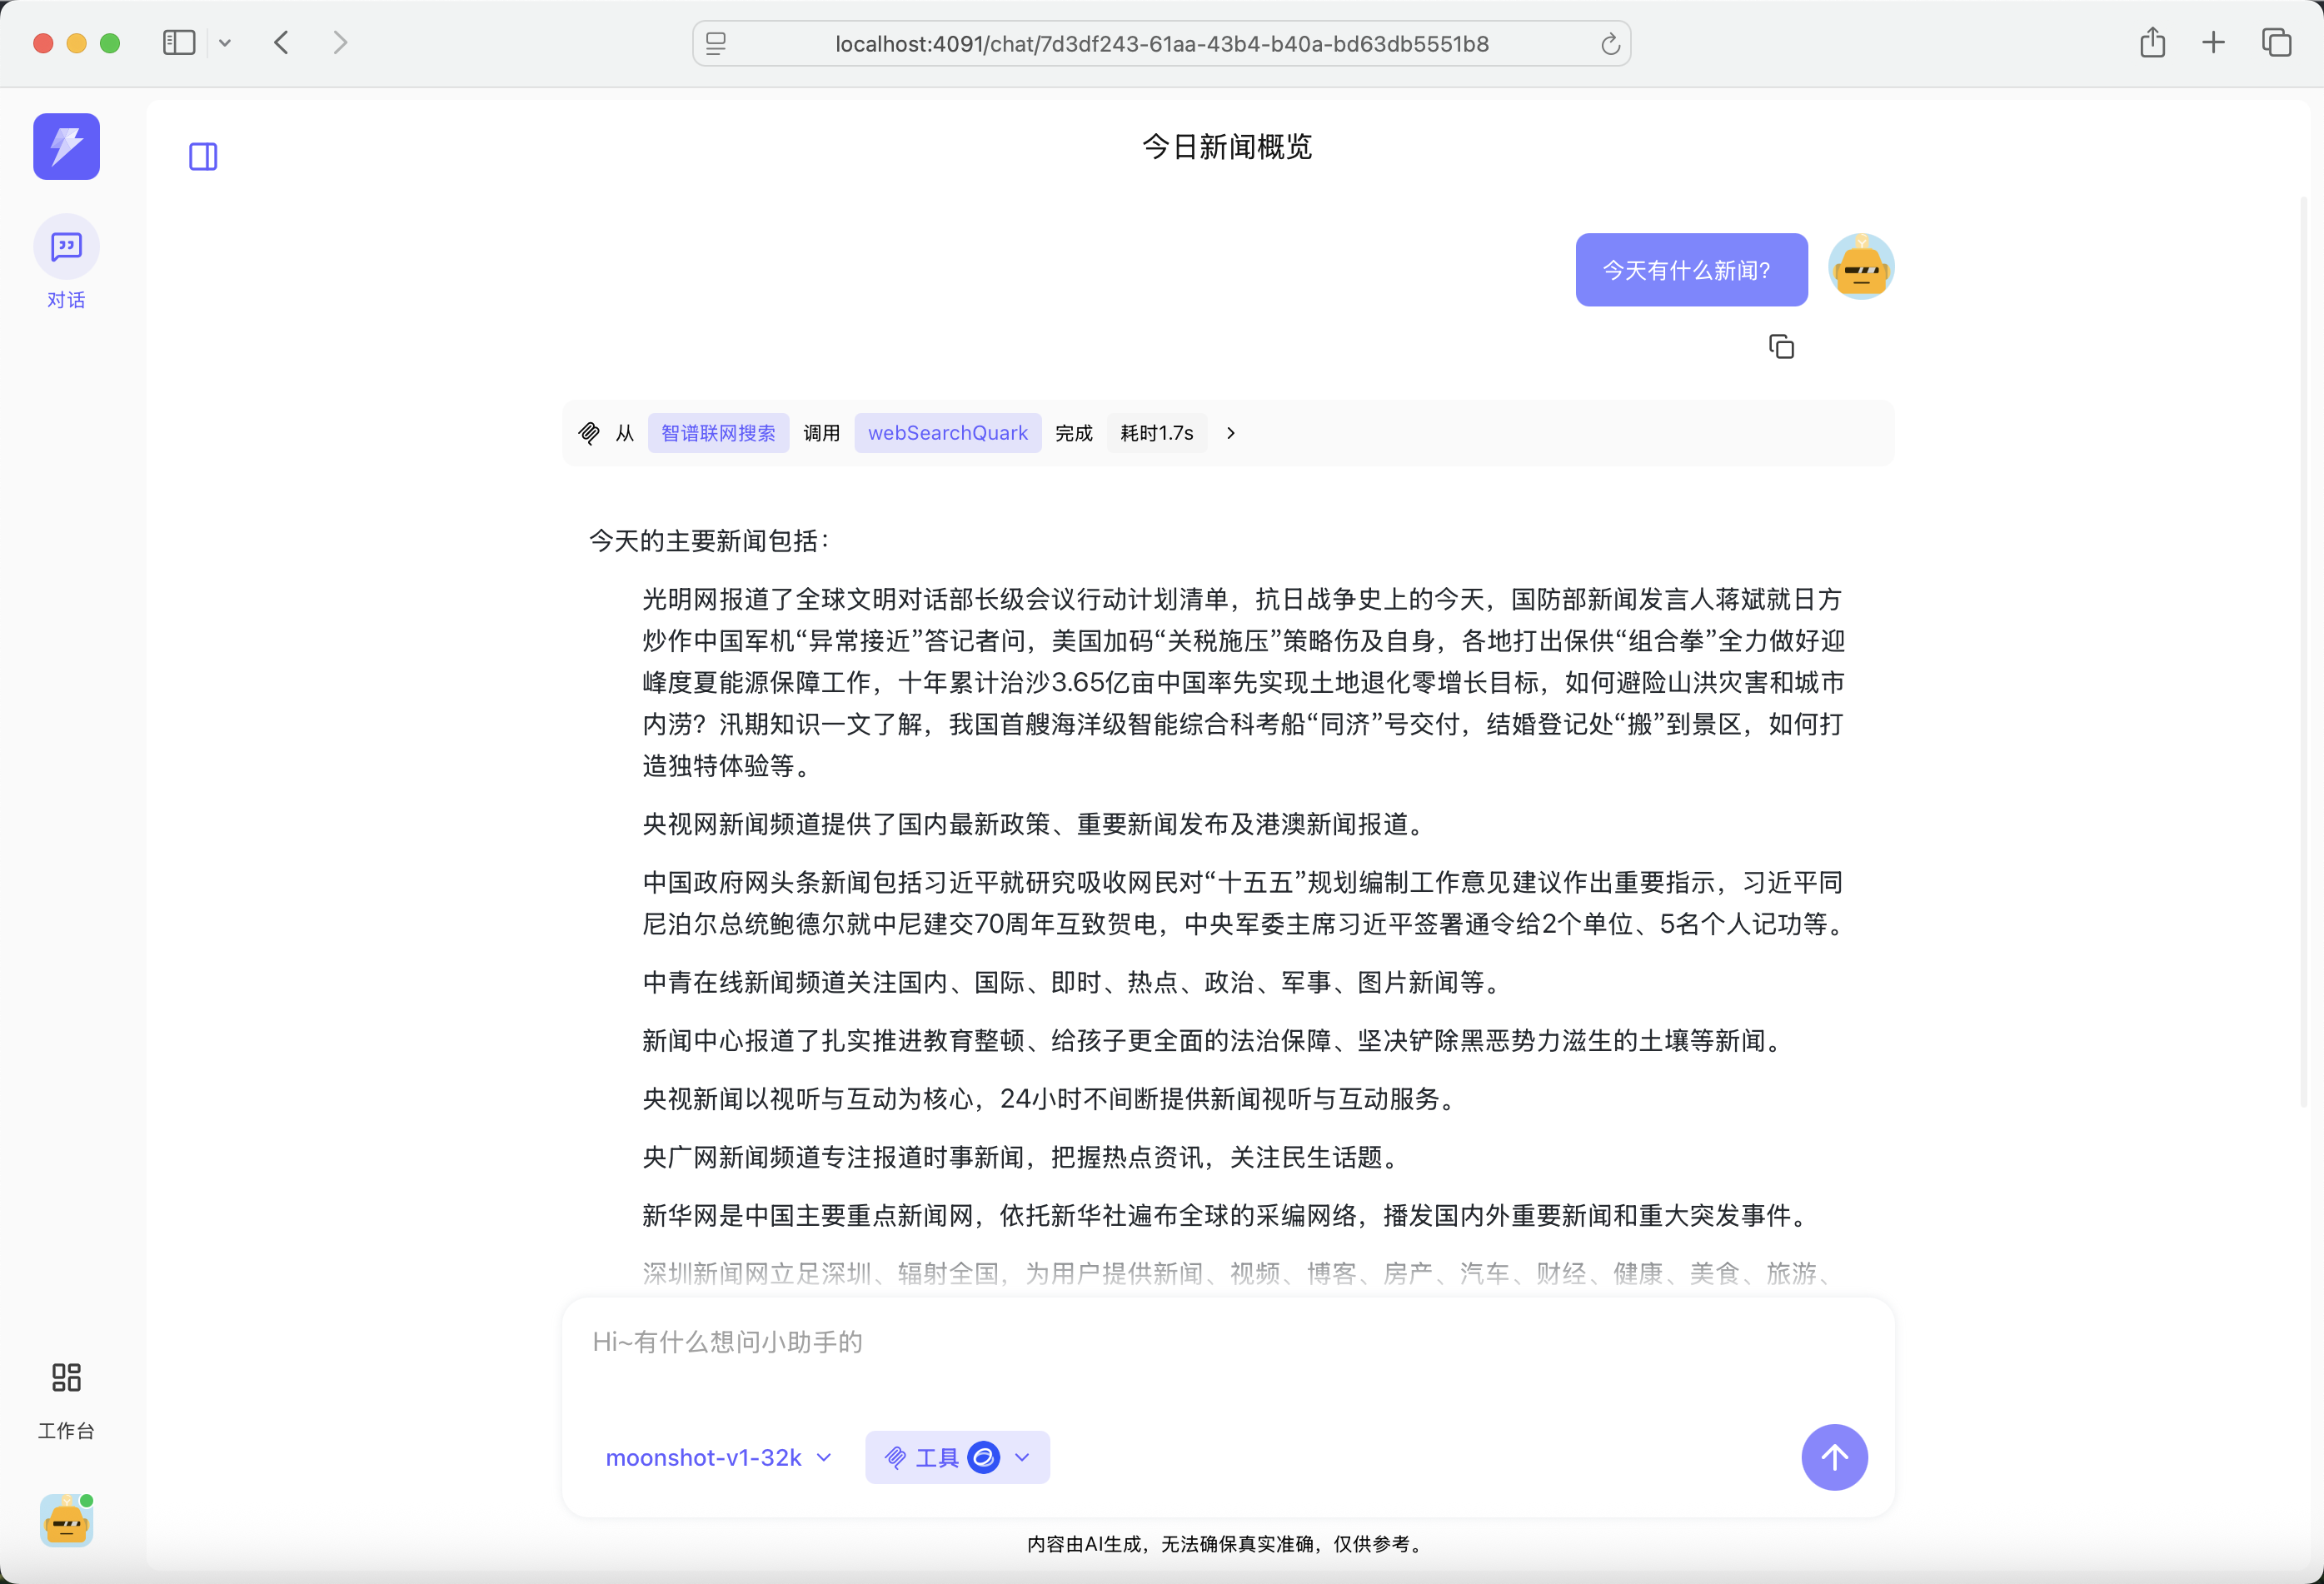 localhost:4091/chat/7d3df243-61aa-43b4-b40a-bd63db5551b8
今日新闻概览
对话
今天有什么新闻？
从 智谱联网搜索 调用 webSearchQuark 完成 耗时1.7s
今天的主要新闻包括：
光明网报道了全球文明对话部长级会议行动计划清单，抗日战争史上的今天，国防部新闻发言人蒋斌就日方
炒作中国军机“异常接近”答记者问，美国加码“关税施压”策略伤及自身，各地打出保供“组合拳”全力做好迎
峰度夏能源保障工作，十年累计治沙3.65亿亩中国率先实现土地退化零增长目标，如何避险山洪灾害和城市
内涝？汛期知识一文了解，我国首艘海洋级智能综合科考船“同济”号交付，结婚登记处“搬”到景区，如何打
造独特体验等。
央视网新闻频道提供了国内最新政策、重要新闻发布及港澳新闻报道。
中国政府网头条新闻包括习近平就研究吸收网民对“十五五”规划编制工作意见建议作出重要指示，习近平同
尼泊尔总统鲍德尔就中尼建交70周年互致贺电，中央军委主席习近平签署通令给2个单位、5名个人记功等。
中青在线新闻频道关注国内、国际、即时、热点、政治、军事、图片新闻等。
新闻中心报道了扎实推进教育整顿、给孩子更全面的法治保障、坚决铲除黑恶势力滋生的土壤等新闻。
央视新闻以视听与互动为核心，24小时不间断提供新闻视听与互动服务。
央广网新闻频道专注报道时事新闻，把握热点资讯，关注民生话题。
新华网是中国主要重点新闻网，依托新华社遍布全球的采编网络，播发国内外重要新闻和重大突发事件。
深圳新闻网立足深圳、辐射全国，为用户提供新闻、视频、博客、房产、汽车、财经、健康、美食、旅游、
Hi~有什么想问小助手的
moonshot-v1-32k 工具
工作台
内容由AI生成，无法确保真实准确，仅供参考。